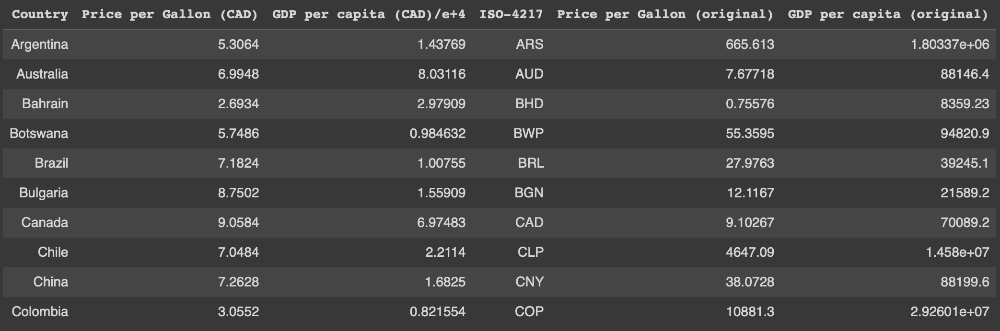 Country Price per Gallon (CAD) GDP per capita (CAD)/e+4 ISO-4217 Price per Gallon (original) GDP per capita (original)
Argentina 5.3064 1.43769 ARS 665.613 1.80337e+06
Australia 6.9948 8.03116 AUD 7.67718 88146.4
Bahrain 2.6934 2.97909 BHD 0.75576 8359.23
Botswana 5.7486 0.984632 BWP 55.3595 94820.9
Brazil 7.1824 1.00755 BRL 27.9763 39245.1
Bulgaria 8.7502 1.55909 BGN 12.1167 21589.2
Canada 9.0584 6.97483 CAD 9.10267 70089.2
Chile 7.0484 2.2114 CLP 4647.09 1.458e+07
China 7.2628 1.6825 CNY 38.0728 88199.6
Colombia 3.0552 0.821554 COP 10881.3 2.92601e+07